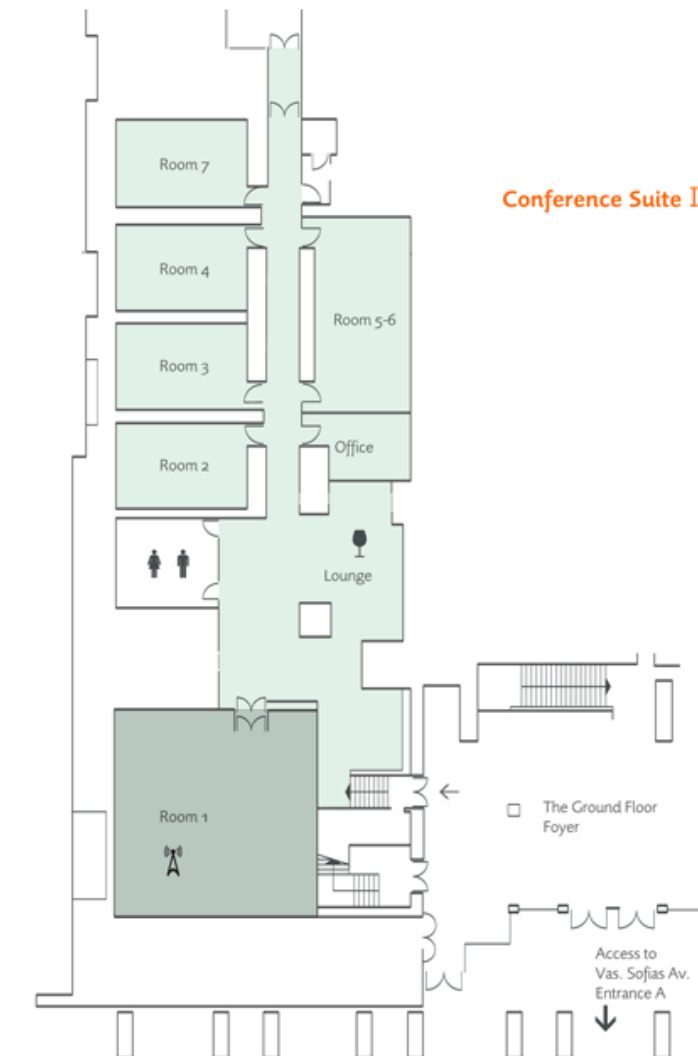 Room 7
Conference Suite I
Room 4
Room 5-6
Room 3
Office
Room 2
Lounge
Room 1
The Ground Floor
Foyer
Access to
Vas. Sofias Av.
Entrance A